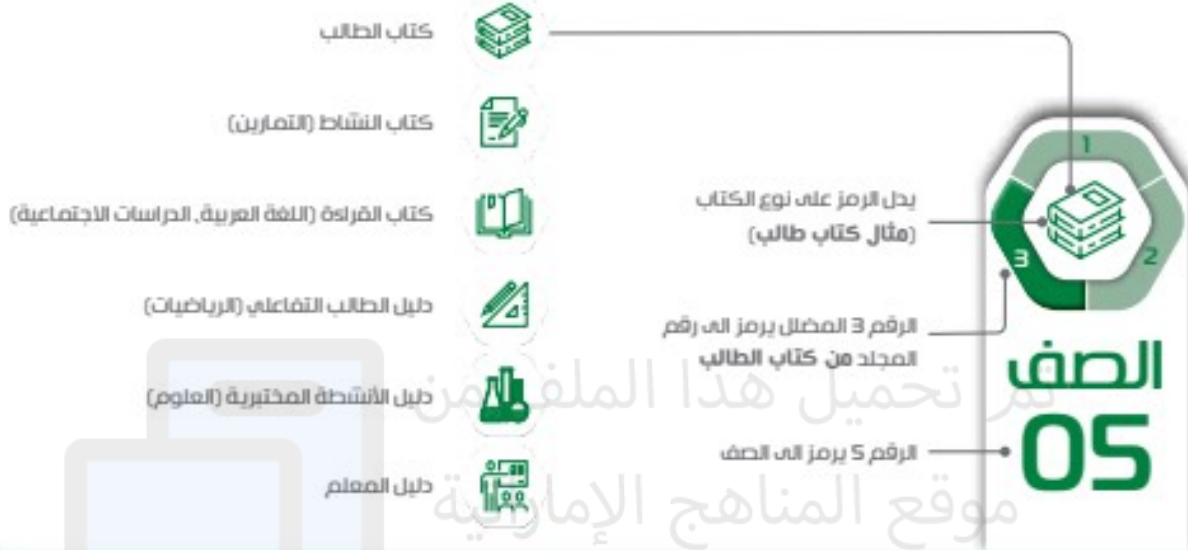 1
2
3
الصف
05
يدل الرمز على نوع الكتاب
(مثال كتاب طالب)
الرقم 3 المضلل يرمز الى رقم
المجلد من كتاب الطالب
الرقم 5 يرمز الى الصف
كتاب الطالب
كتاب النشاط (التمارين)
كتاب القراءة (اللغة العربية, الدراسات الاجتماعية)
دليل الطالب التفاعلي (الرياضيات)
دليل الأنشطة المختبرية (العلوم)
دليل المعلم
تم تحميل هذا الملف من
موقع المناهج الإماراتية